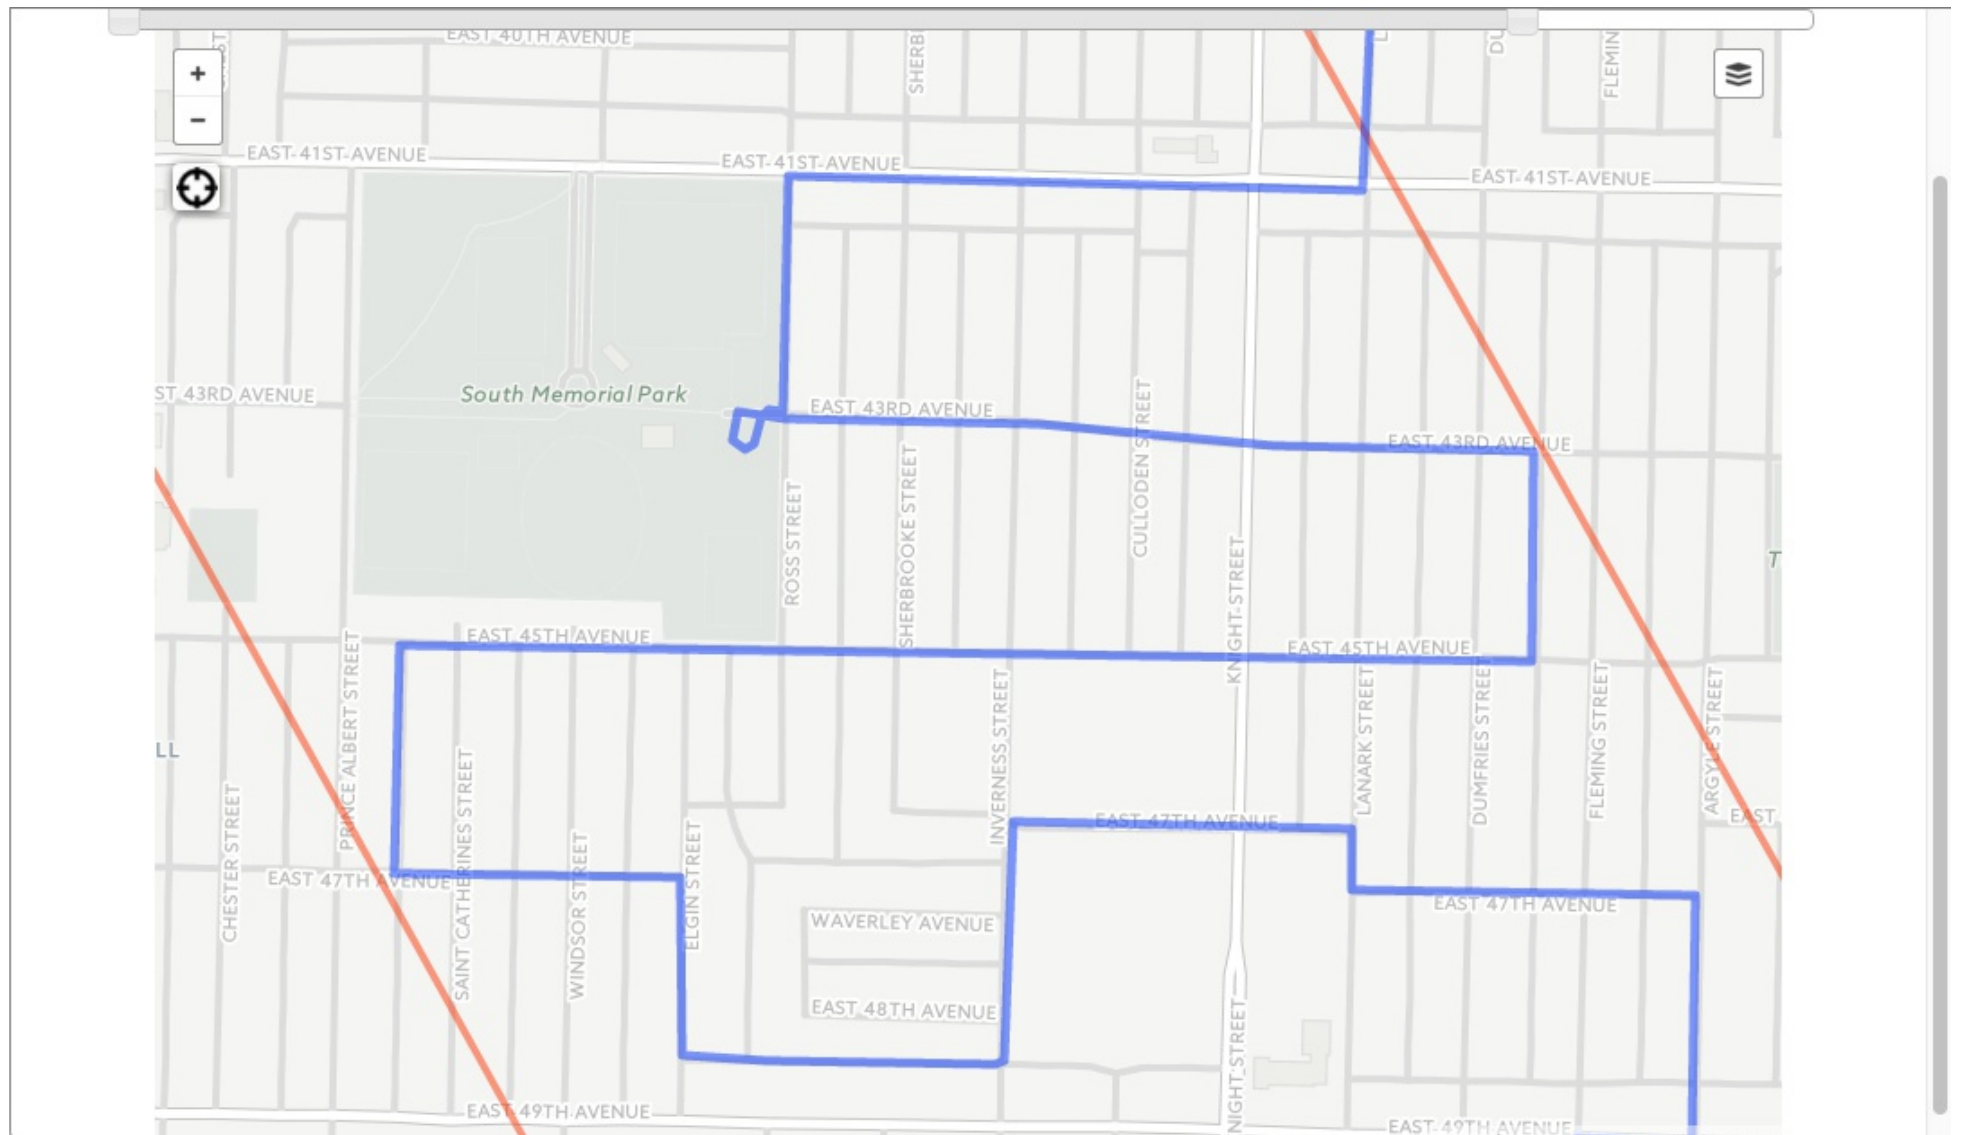 EAST 40TH AVENUE
SHERB
DU
FLEMIN
+
−
EAST 41ST AVENUE
EAST 41ST AVENUE
EAST 41ST AVENUE
ST 43RD AVENUE
South Memorial Park
EAST 43RD AVENUE
EAST 43RD AVENUE
CULLODEN STREET
ROSS STREET
SHERBROOKE STREET
KNIGHT STREET
T
EAST 45TH AVENUE
EAST 45TH AVENUE
PRINCE ALBERT STREET
INVERNESS STREET
LANARK STREET
DUMFRIES STREET
FLEMING STREET
ARGYLE STREET
LL
SAINT CATHERINES STREET
CHESTER STREET
WINDSOR STREET
ELGIN STREET
EAST 47TH AVENUE
EAST
EAST 47TH AVENUE
EAST 47TH AVENUE
WAVERLEY AVENUE
EAST 48TH AVENUE
NIGHT STREET
EAST 49TH AVENUE
EAST 49TH AVENUE